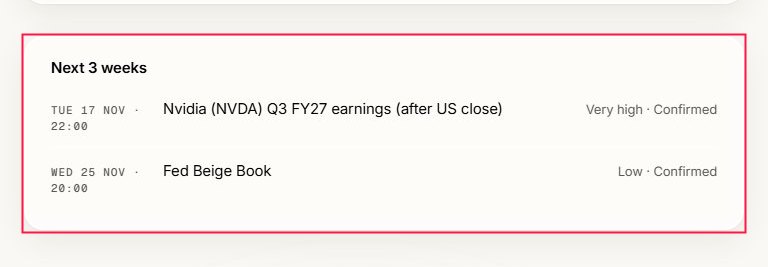 Next 3 weeks
TUE 17 NOV · Nvidia (NVDA) Q3 FY27 earnings (after US close) Very high · Confirmed
22:00
WED 25 NOV · Fed Beige Book Low · Confirmed
20:00